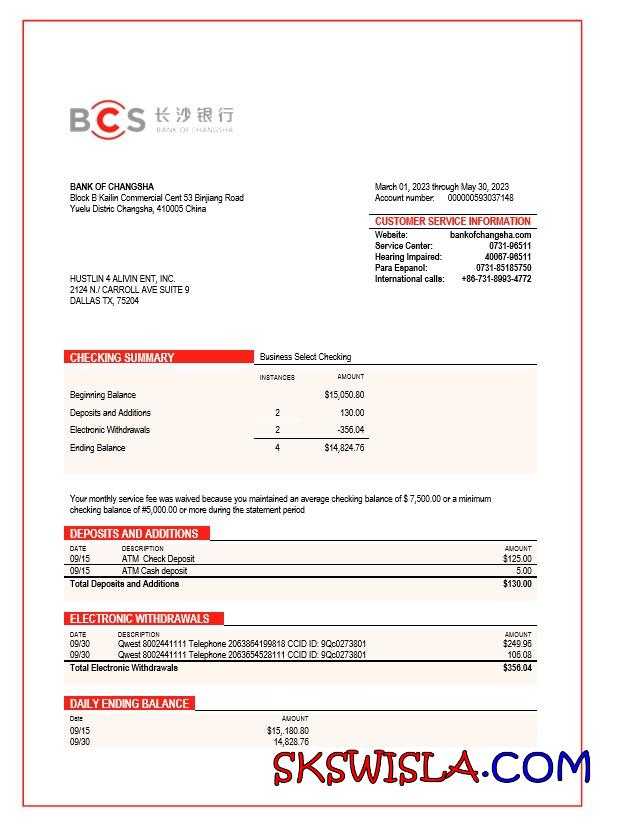 BCS 长沙银行
BANK OF CHANGSHA
BANK OF CHANGSHA
Block B Kailin Commercial Cent 53 Binjiang Road
Yuelu Distric Changsha, 410005 China
March 01, 2023 through May 30, 2023
Account number: 000000593037148
CUSTOMER SERVICE INFORMATION
Website: bankofchangsha.com
Service Center: 0731-96511
Hearing Impaired: 40067-96511
Para Espanol: 0731-85185750
International calls: +86-731-8993-4772
HUSTLIN 4 ALIVIN ENT, INC.
2124 N./ CARROLL AVE SUITE 9
DALLAS TX, 75204
CHECKING SUMMARY Business Select Checking
INSTANCES AMOUNT
Beginning Balance $15,050.80
Deposits and Additions 2 130.00
Electronic Withdrawals 2 -356.04
Ending Balance 4 $14,824.76
Your monthly service fee was waived because you maintained an average checking balance of $ 7,500.00 or a minimum
checking balance of #5,000.00 or more during the statement period
DEPOSITS AND ADDITIONS
DATE DESCRIPTION AMOUNT
09/15 ATM Check Deposit $125.00
09/15 ATM Cash deposit 5.00
Total Deposits and Additions $130.00
ELECTRONIC WITHDRAWALS
DATE DESCRIPTION AMOUNT
09/30 Qwest 8002441111 Telephone 2063864199818 CCID ID: 9Qc0273801 $249.96
09/30 Qwest 8002441111 Telephone 2063654528111 CCID ID: 9Qc0273801 106.08
Total Electronic Withdrawals $356.04
DAILY ENDING BALANCE
Date AMOUNT
09/15 $15,.180.80
09/30 14,828.76
SKSWISLA.COM